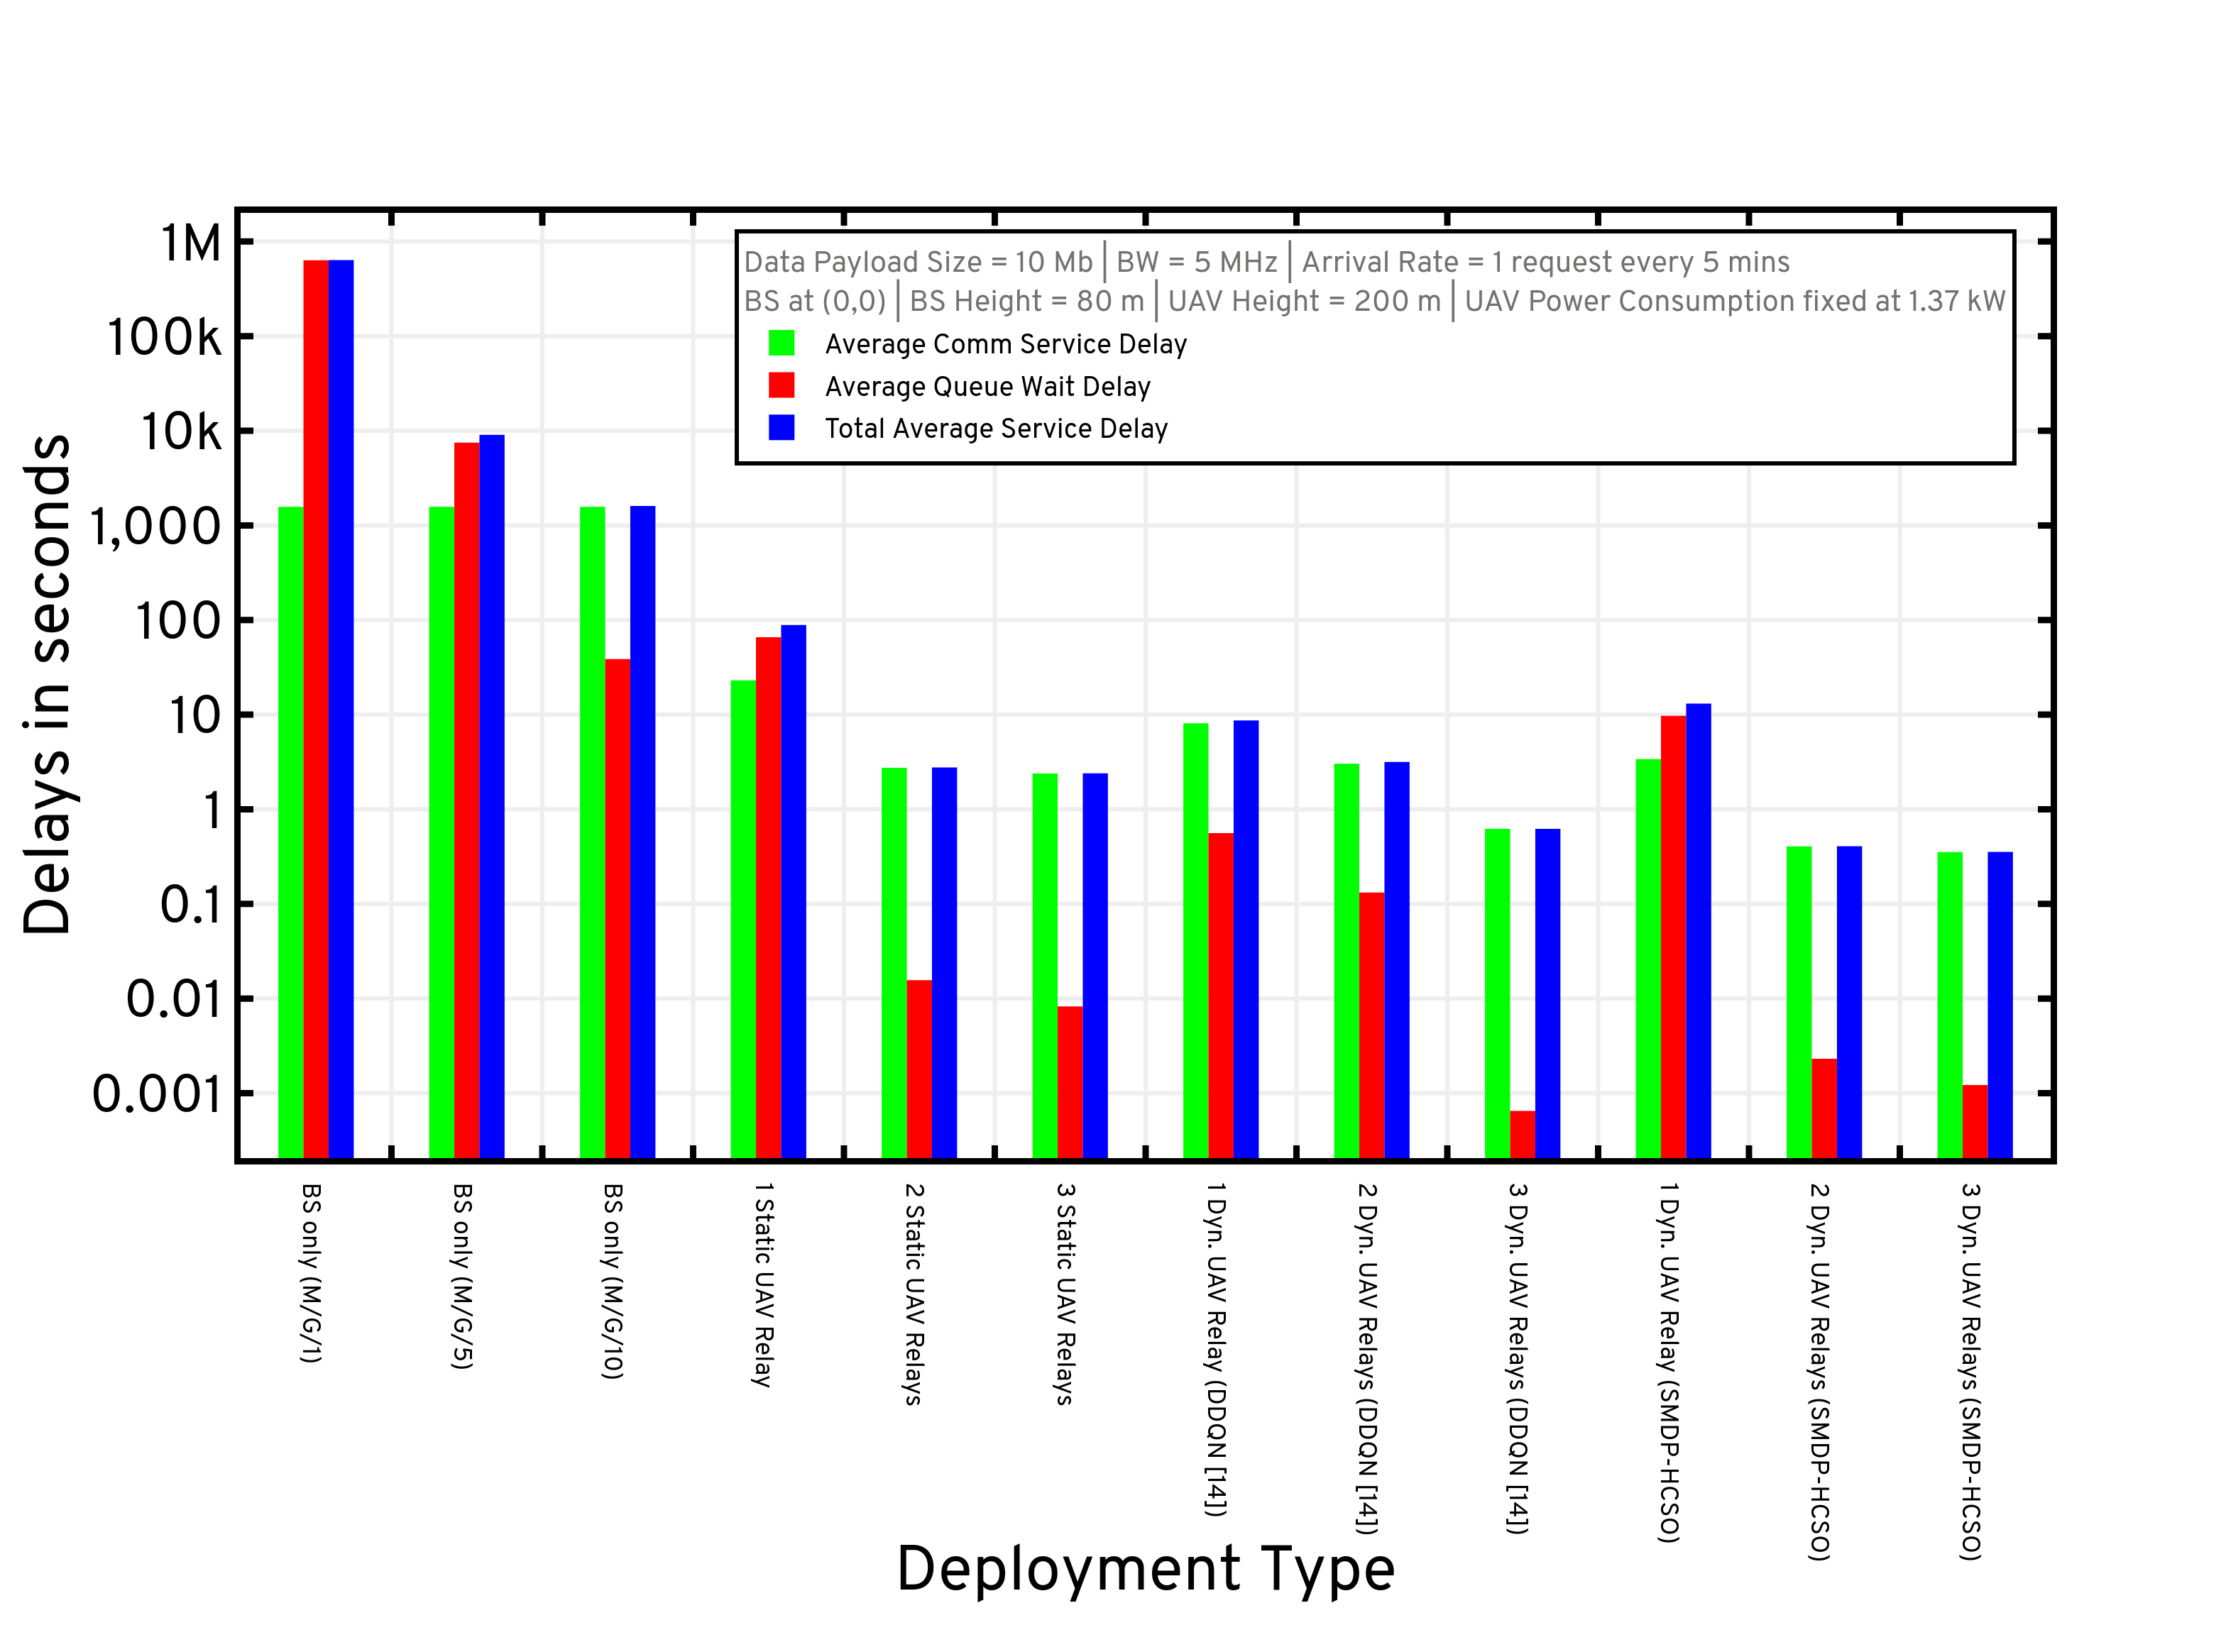 Data Payload Size = 10 Mb | BW = 5 MHz | Arrival Rate = 1 request every 5 mins
BS at (0,0) | BS Height = 80 m | UAV Height = 200 m | UAV Power Consumption fixed at 1.37 kW
Average Comm Service Delay
Average Queue Wait Delay
Total Average Service Delay
Delays in seconds
1M
100k
10k
1,000
100
10
1
0.1
0.01
0.001
BS only (M/G/1)
BS only (M/G/5)
BS only (M/G/10)
1 Static UAV Relay
2 Static UAV Relays
3 Static UAV Relays
1 Dyn. UAV Relay (DDQN [14])
2 Dyn. UAV Relays (DDQN [14])
3 Dyn. UAV Relays (DDQN [14])
1 Dyn. UAV Relay (SMDP-HCSO)
2 Dyn. UAV Relays (SMDP-HCSO)
3 Dyn. UAV Relays (SMDP-HCSO)
Deployment Type